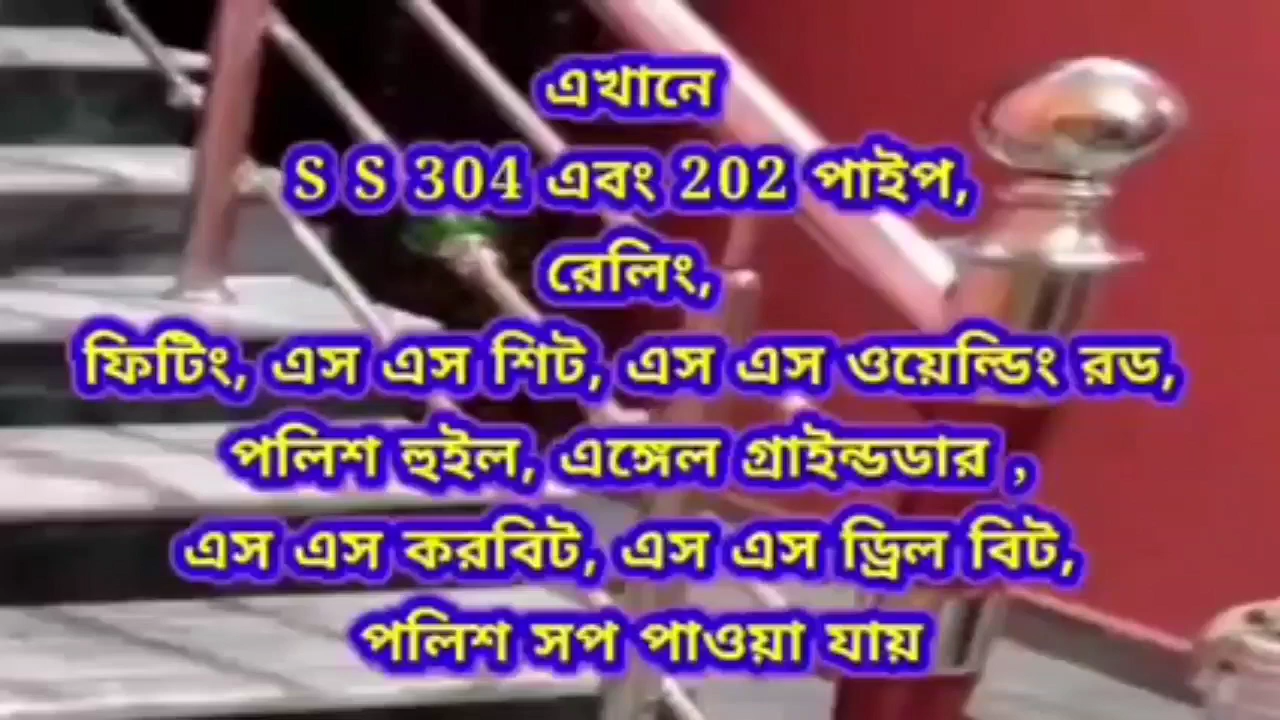 এখানে
S S 304 এবং 202 পাইপ,
রেলিং,
ফিটিং, এস এস শিট, এস এস ওয়েল্ডিং রড,
পলিশ হুইল, এঙ্গেল গ্রাইন্ডডার ,
এস এস করবিট, এস এস ড্রিল বিট,
পলিশ সপ পাওয়া যায়